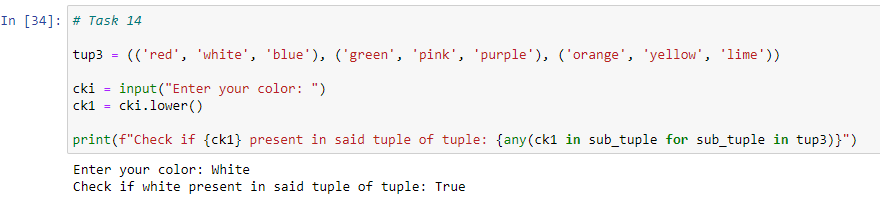 In [34]: # Task 14
tup3 = (('red', 'white', 'blue'), ('green', 'pink', 'purple'), ('orange', 'yellow', 'lime'))
cki = input("Enter your color: ")
ck1 = cki.lower()
print(f"Check if {ck1} present in said tuple of tuple: {any(ck1 in sub_tuple for sub_tuple in tup3)}")
Enter your color: White
Check if white present in said tuple of tuple: True